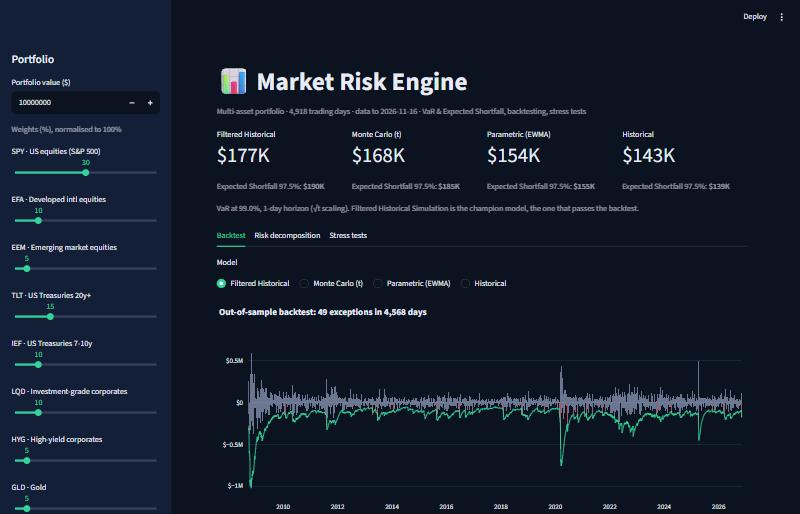 Deploy
Portfolio
Portfolio value ($)
10000000
Weights (%), normalised to 100%
SPY · US equities (S&P 500)
30
EFA · Developed intl equities
10
EEM · Emerging market equities
5
TLT · US Treasuries 20y+
15
IEF · US Treasuries 7-10y
10
LQD · Investment-grade corporates
10
HYG · High-yield corporates
5
GLD · Gold
5
Market Risk Engine
Multi-asset portfolio · 4,918 trading days · data to 2026-11-16 · VaR & Expected Shortfall, backtesting, stress tests
Filtered Historical
$177K
Expected Shortfall 97.5%: $190K
Monte Carlo (t)
$168K
Expected Shortfall 97.5%: $185K
Parametric (EWMA)
$154K
Expected Shortfall 97.5%: $155K
Historical
$143K
Expected Shortfall 97.5%: $139K
VaR at 99.0%, 1-day horizon (√t scaling). Filtered Historical Simulation is the champion model, the one that passes the backtest.
Backtest Risk decomposition Stress tests
Model
Filtered Historical Monte Carlo (t) Parametric (EWMA) Historical
Out-of-sample backtest: 49 exceptions in 4,568 days
$0.5M
$0
$−0.5M
$−1M
2010 2012 2014 2016 2018 2020 2022 2024 2026